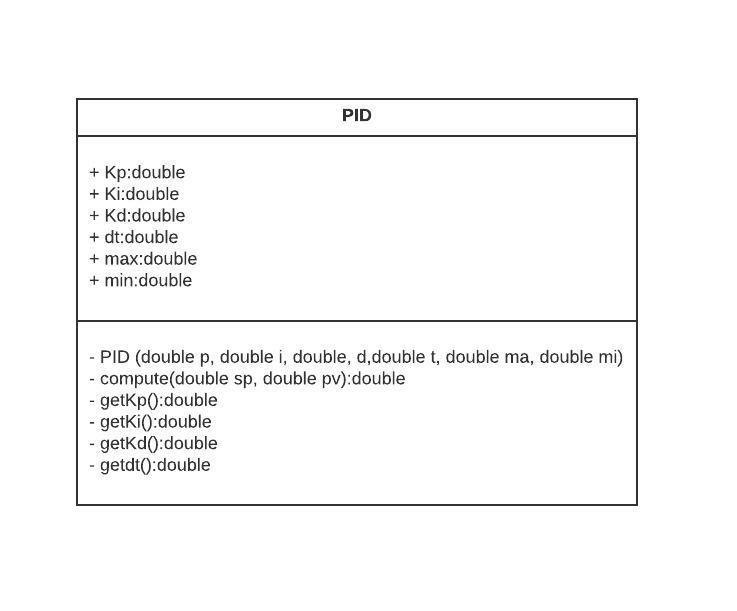 PID
+ Kp:double
+ Ki:double
+ Kd:double
+ dt:double
+ max:double
+ min:double
- PID (double p, double i, double, d,double t, double ma, double mi)
- compute(double sp, double pv):double
- getKp():double
- getKi():double
- getKd():double
- getdt():double